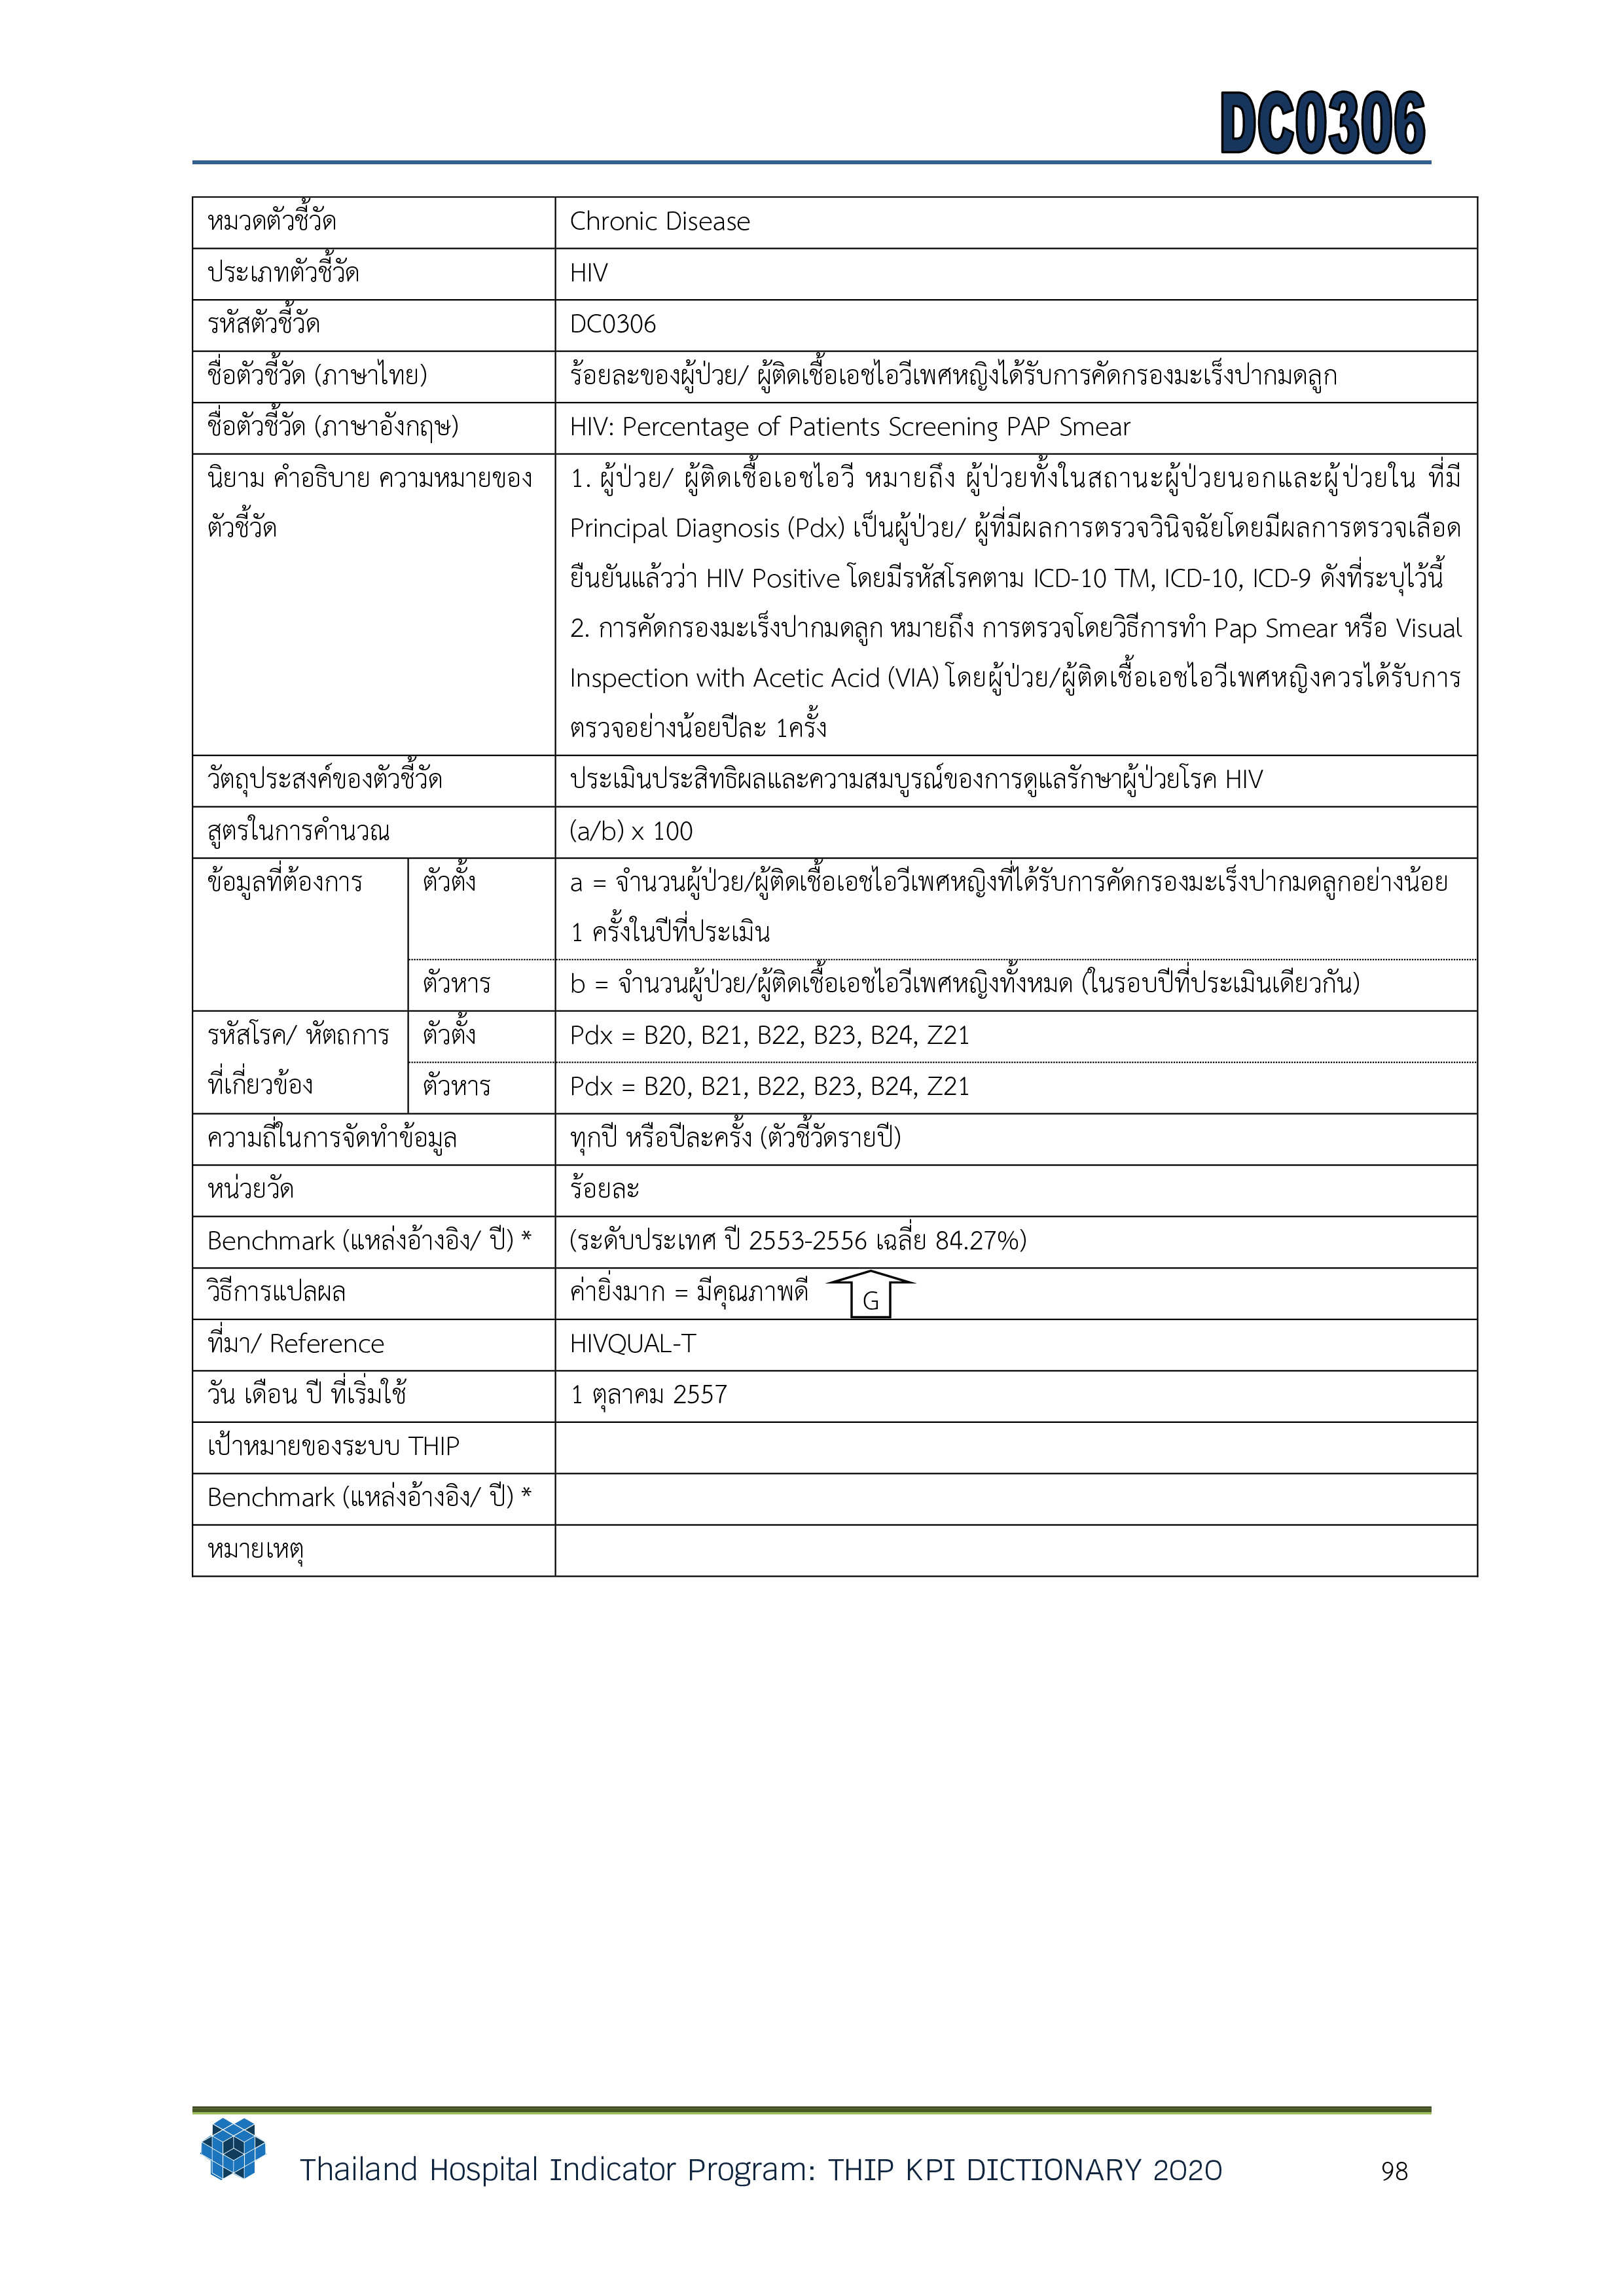 DC0306
หมวดตัวชี้วัด
Chronic Disease
ประเภทตัวชี้วัด
HIV
รหัสตัวชี้วัด
DC0306
ชื่อตัวชี้วัด (ภาษาไทย)
ร้อยละของผู้ป่วย/ ผู้ติดเชื้อเอชไอวีเพศหญิงได้รับการคัดกรองมะเร็งปากมดลูก
ชื่อตัวชี้วัด (ภาษาอังกฤษ)
HIV: Percentage of Patients Screening PAP Smear
นิยาม คำอธิบาย ความหมายของ
ตัวชี้วัด
1. ผู้ป่วย/ ผู้ติดเชื้อเอชไอวี หมายถึง ผู้ป่วยทั้งในสถานะผู้ป่วยนอกและผู้ป่วยใน ที่มี
Principal Diagnosis (Pdx) เป็นผู้ป่วย/ ผู้ที่มีผลการตรวจวินิจฉัยโดยมีผลการตรวจเลือด
ยืนยันแล้วว่า HIV Positive โดยมีรหัสโรคตาม ICD-10 TM, ICD-10, ICD-9 ดังที่ระบุไว้นี้
2. การคัดกรองมะเร็งปากมดลูก หมายถึง การตรวจโดยวิธีการทำ Pap Smear หรือ Visual
Inspection with Acetic Acid (VIA) โดยผู้ป่วย/ผู้ติดเชื้อเอชไอวีเพศหญิงควรได้รับการ
ตรวจอย่างน้อยปีละ 1ครั้ง
วัตถุประสงค์ของตัวชี้วัด
ประเมินประสิทธิผลและความสมบูรณ์ของการดูแลรักษาผู้ป่วยโรค HIV
สูตรในการคำนวณ
(a/b) x 100
ข้อมูลที่ต้องการ
ตัวตั้ง
a = จำนวนผู้ป่วย/ผู้ติดเชื้อเอชไอวีเพศหญิงที่ได้รับการคัดกรองมะเร็งปากมดลูกอย่างน้อย
1 ครั้งในปีที่ประเมิน
ตัวหาร
b = จำนวนผู้ป่วย/ผู้ติดเชื้อเอชไอวีเพศหญิงทั้งหมด (ในรอบปีที่ประเมินเดียวกัน)
รหัสโรค/ หัตถการ
ที่เกี่ยวข้อง
ตัวตั้ง
Pdx = B20, B21, B22, B23, B24, Z21
ตัวหาร
Pdx = B20, B21, B22, B23, B24, Z21
ความถี่ในการจัดทำข้อมูล
ทุกปี หรือปีละครั้ง (ตัวชี้วัดรายปี)
หน่วยวัด
ร้อยละ
Benchmark (แหล่งอ้างอิง/ ปี) *
(ระดับประเทศ ปี 2553-2556 เฉลี่ย 84.27%)
วิธีการแปลผล
ค่ายิ่งมาก = มีคุณภาพดี
G
ที่มา/ Reference
HIVQUAL-T
วัน เดือน ปี ที่เริ่มใช้
1 ตุลาคม 2557
เป้าหมายของระบบ THIP
Benchmark (แหล่งอ้างอิง/ ปี) *
หมายเหตุ
Thailand Hospital Indicator Program: THIP KPI DICTIONARY 2020
98